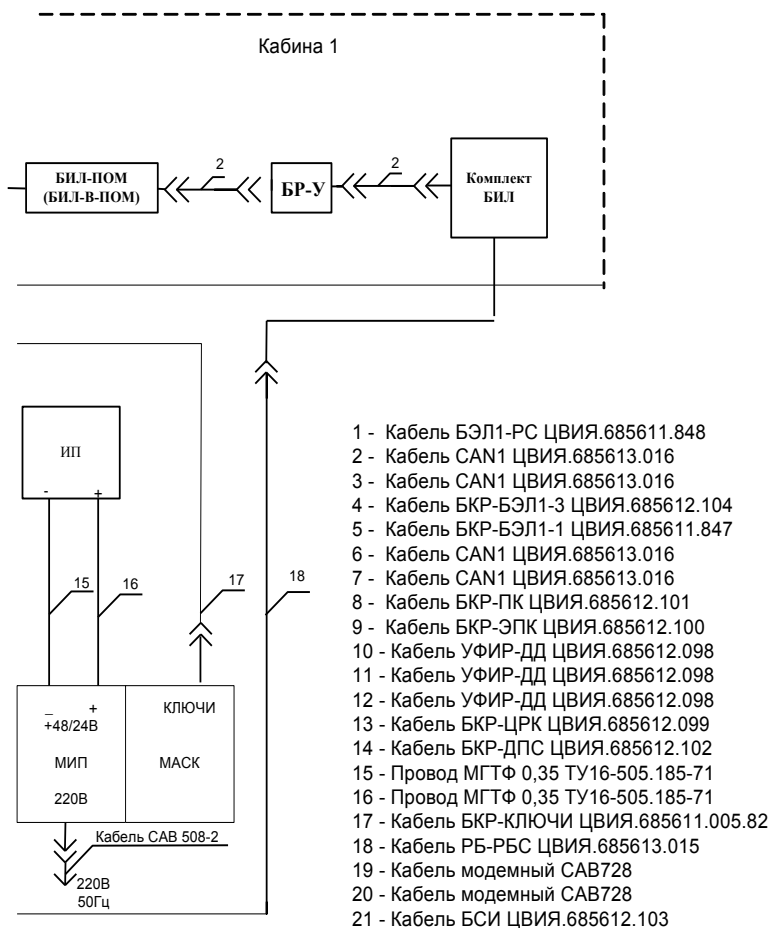 Кабина 1
2
2
БИЛ-ПОМ
(БИЛ-В-ПОМ)
БР-У
Комплект
БИЛ
ИП
- +
15
16
17
18
_ +
+48/24В
МИП
220В
КЛЮЧИ
МАСК
Кабель САВ 508-2
220В
50Гц
1 - Кабель БЭЛ1-РС ЦВИЯ.685611.848
2 - Кабель CAN1 ЦВИЯ.685613.016
3 - Кабель CAN1 ЦВИЯ.685613.016
4 - Кабель БКР-БЭЛ1-3 ЦВИЯ.685612.104
5 - Кабель БКР-БЭЛ1-1 ЦВИЯ.685611.847
6 - Кабель CAN1 ЦВИЯ.685613.016
7 - Кабель CAN1 ЦВИЯ.685613.016
8 - Кабель БКР-ПК ЦВИЯ.685612.101
9 - Кабель БКР-ЭПК ЦВИЯ.685612.100
10 - Кабель УФИР-ДД ЦВИЯ.685612.098
11 - Кабель УФИР-ДД ЦВИЯ.685612.098
12 - Кабель УФИР-ДД ЦВИЯ.685612.098
13 - Кабель БКР-ЦРК ЦВИЯ.685612.099
14 - Кабель БКР-ДПС ЦВИЯ.685612.102
15 - Провод МГТФ 0,35 ТУ16-505.185-71
16 - Провод МГТФ 0,35 ТУ16-505.185-71
17 - Кабель БКР-КЛЮЧИ ЦВИЯ.685611.005.82
18 - Кабель РБ-РБС ЦВИЯ.685613.015
19 - Кабель модемный САВ728
20 - Кабель модемный САВ728
21 - Кабель БСИ ЦВИЯ.685612.103